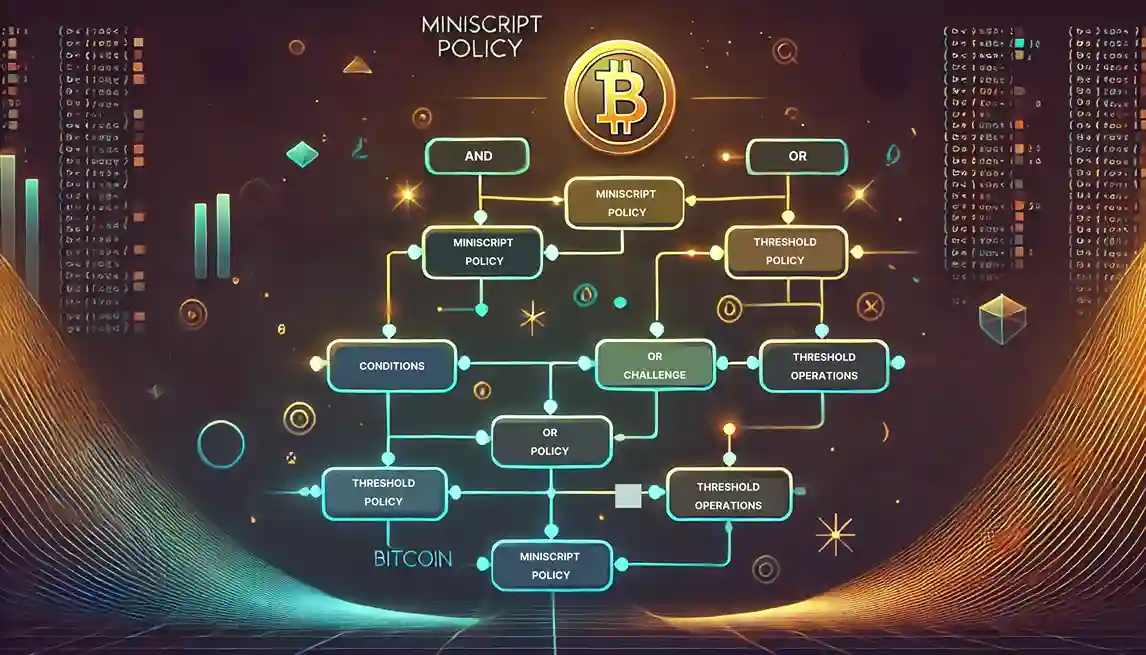 MINISCRIPT
POLICY
AND
OR
MINISCRIPT
POLICY
MINISCRIPT
POLICY
THRESHOLD
POLICY
CONDITIONS
OR
CHALLENGE
THRESHOLD
OPERATIONS
OR
POLICY
THRESHOLD
POLICY
THRESHOLD
OPERATIONS
BITCOIN
MINISCRIPT
POLICY